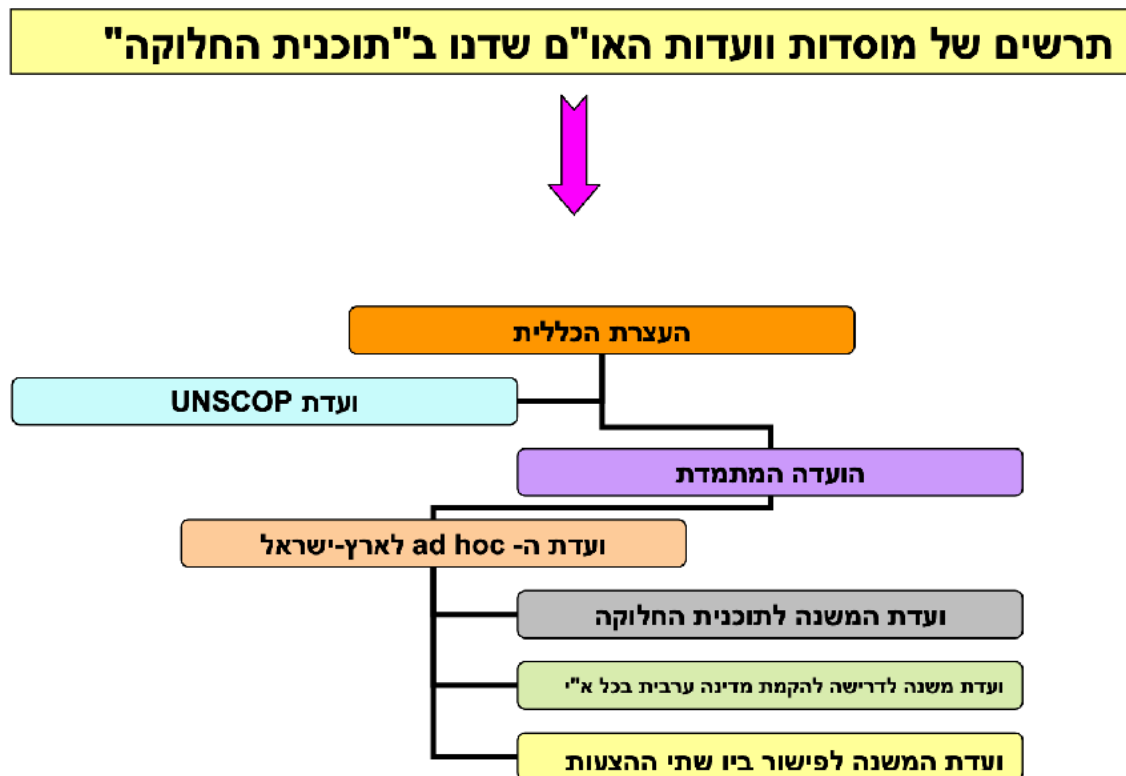 תרשים של מוסדות וועדות האו"ם שדנו ב"תוכנית החלוקה"
העצרת הכללית
ועדת UNSCOP
הועדה המתמדת
ועדת ה- ad hoc לארץ-ישראל
ועדת המשנה לתוכנית החלוקה
ועדת משנה לדרישה להקמת מדינה ערבית בכל א"י
ועדת המשנה לפישור בין שתי ההצעות